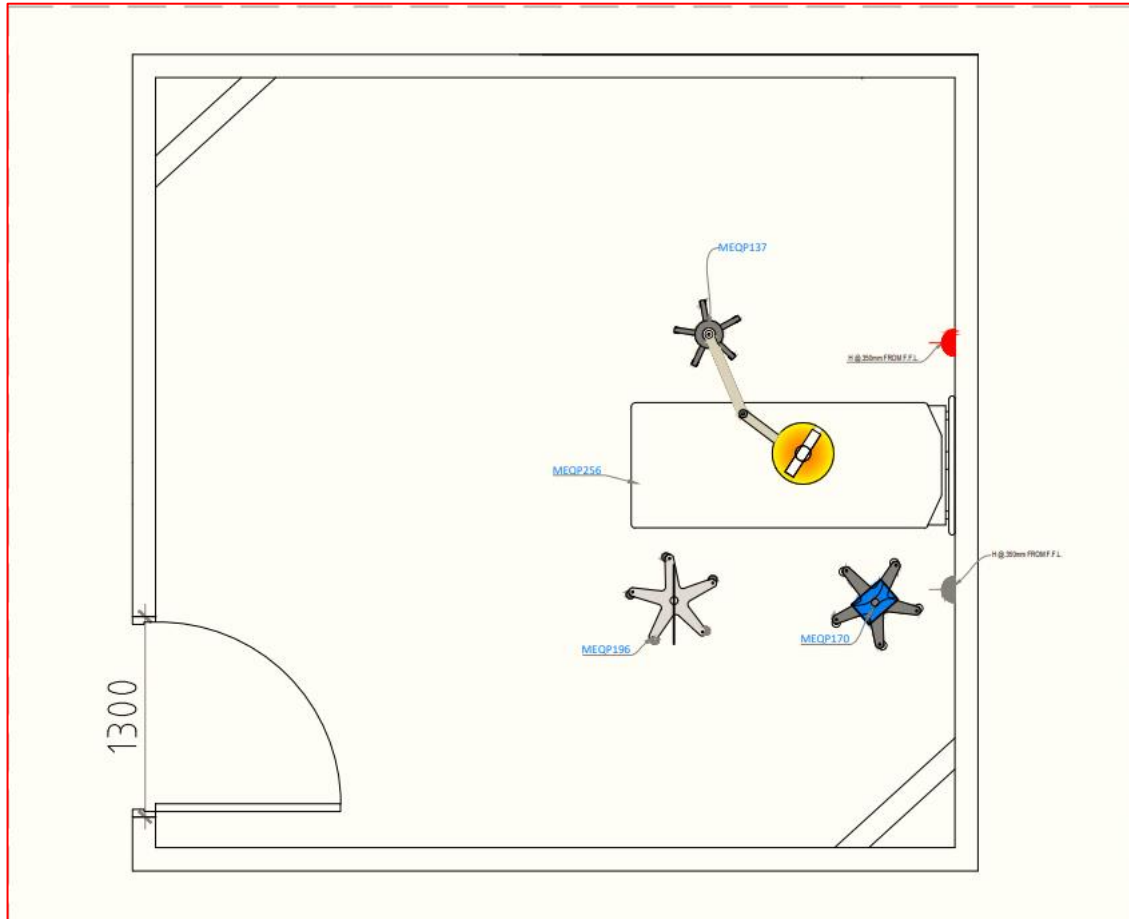 MEQP137
H @ 350mm FROM F.F.L.
MEQP256
H @ 350mm FROM F.F.L.
MEQP170
MEQP196
1300